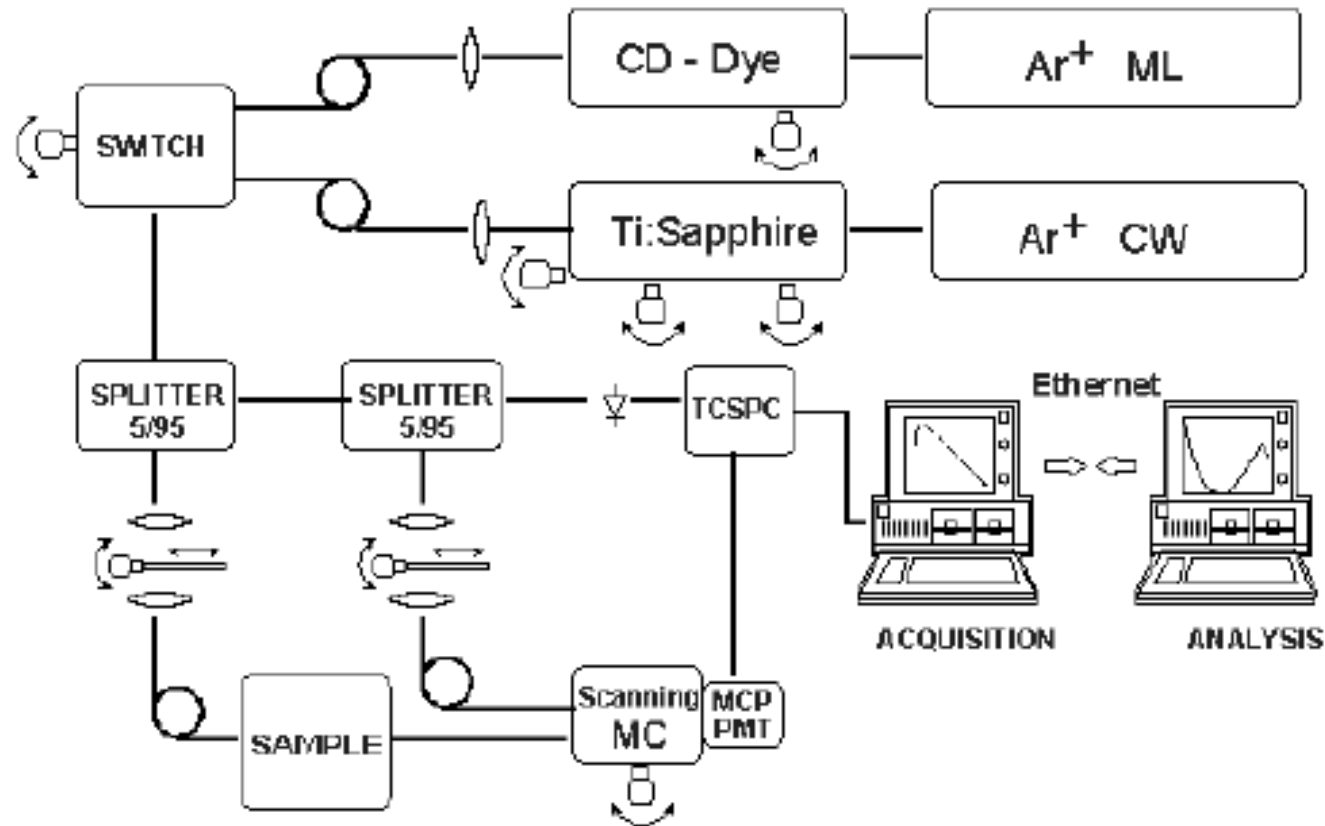 CD - Dye
Ar+ ML
SWITCH
Ti:Sapphire
Ar+ CW
SPLITTER
5/95
SPLITTER
5/95
TCSPC
Ethernet
ACQUISITION
ANALYSIS
SAMPLE
Scanning
MC
MCP
PMT